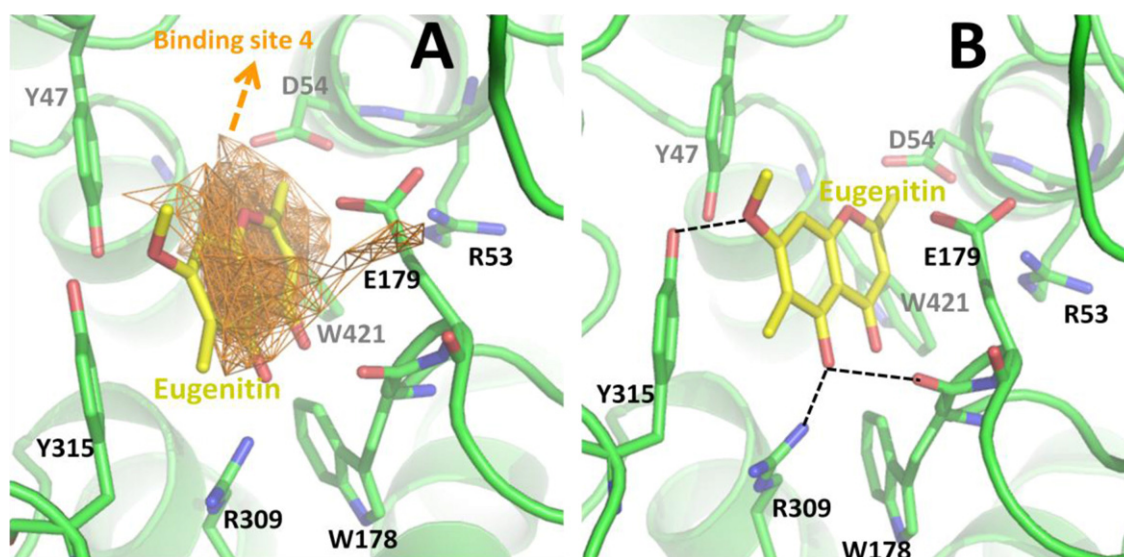 A
Binding site 4
Y47
D54
E179
R53
W421
Eugenitin
Y315
R309
W178
B
D54
Y47
Eugenitin
E179
W421
R53
Y315
R309
W178